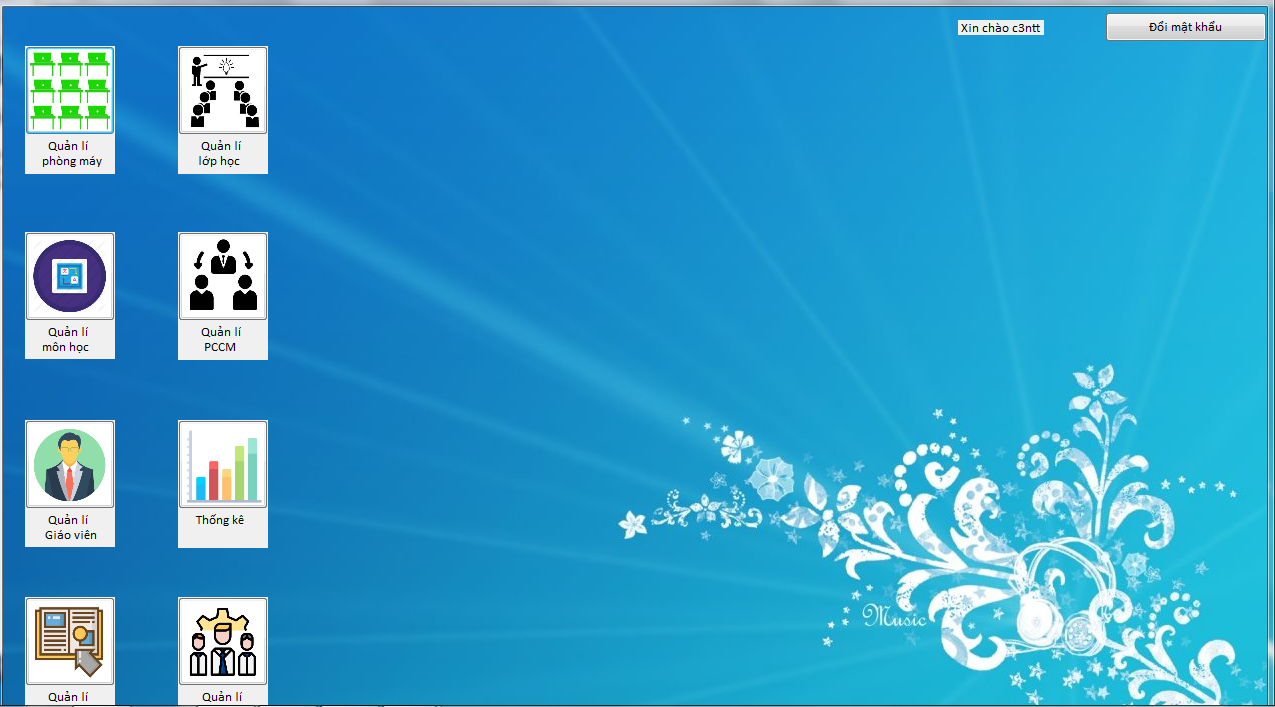 Xin chào c3ntt
Đổi mật khẩu
Quản lí
phòng máy
Quản lí
lớp học
Quản lí
môn học
Quản lí
PCCM
Quản lí
Giáo viên
Thống kê
Quản lí
Quản lí
Music